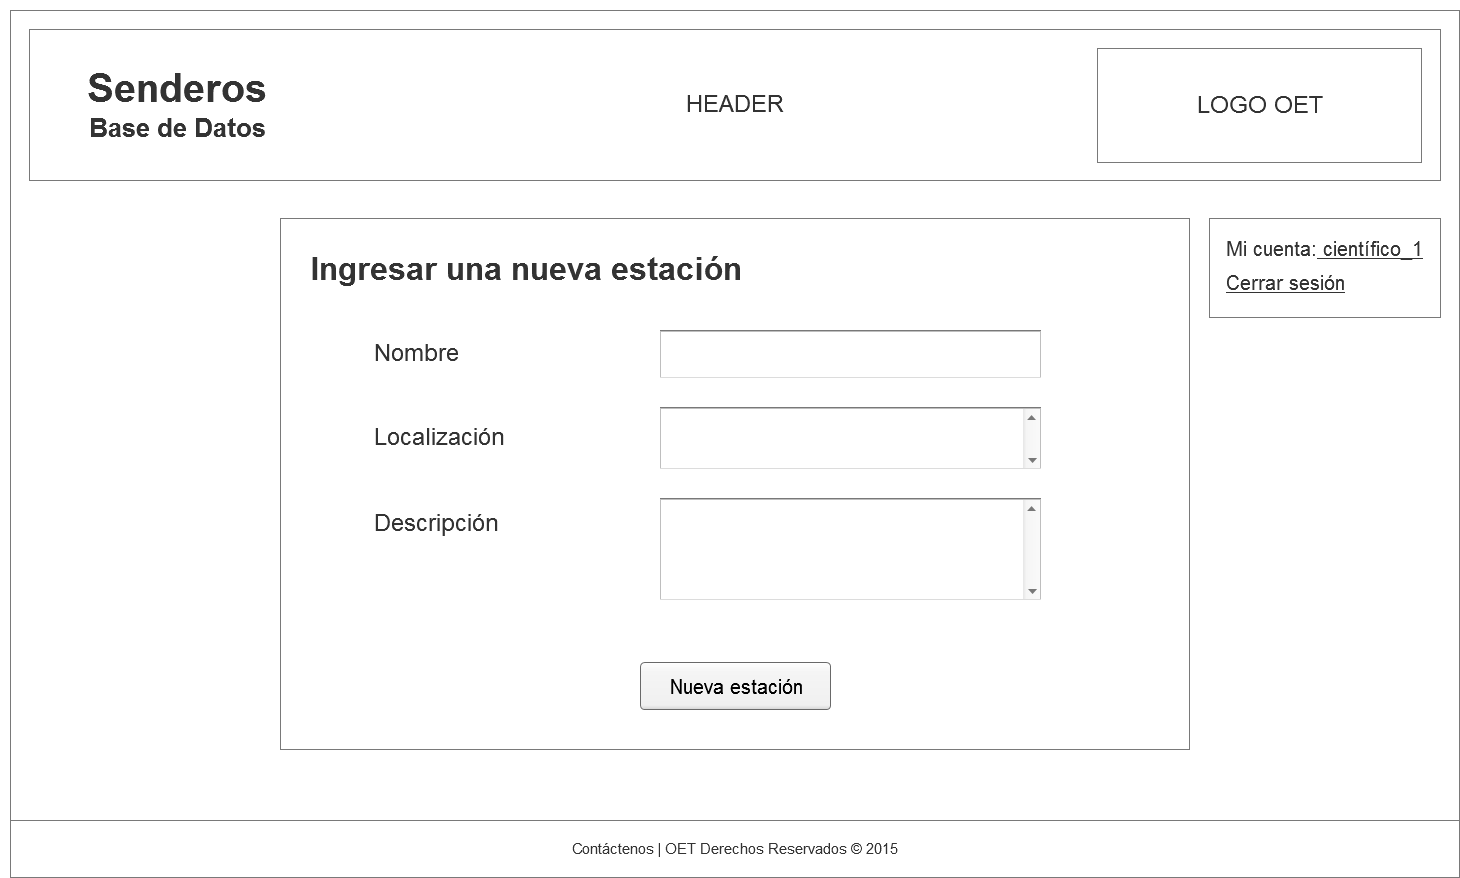 Senderos
Base de Datos
HEADER
LOGO OET
Ingresar una nueva estación
Nombre
Localización
Descripción
Nueva estación
Mi cuenta: científico_1
Cerrar sesión
Contáctenos | OET Derechos Reservados © 2015